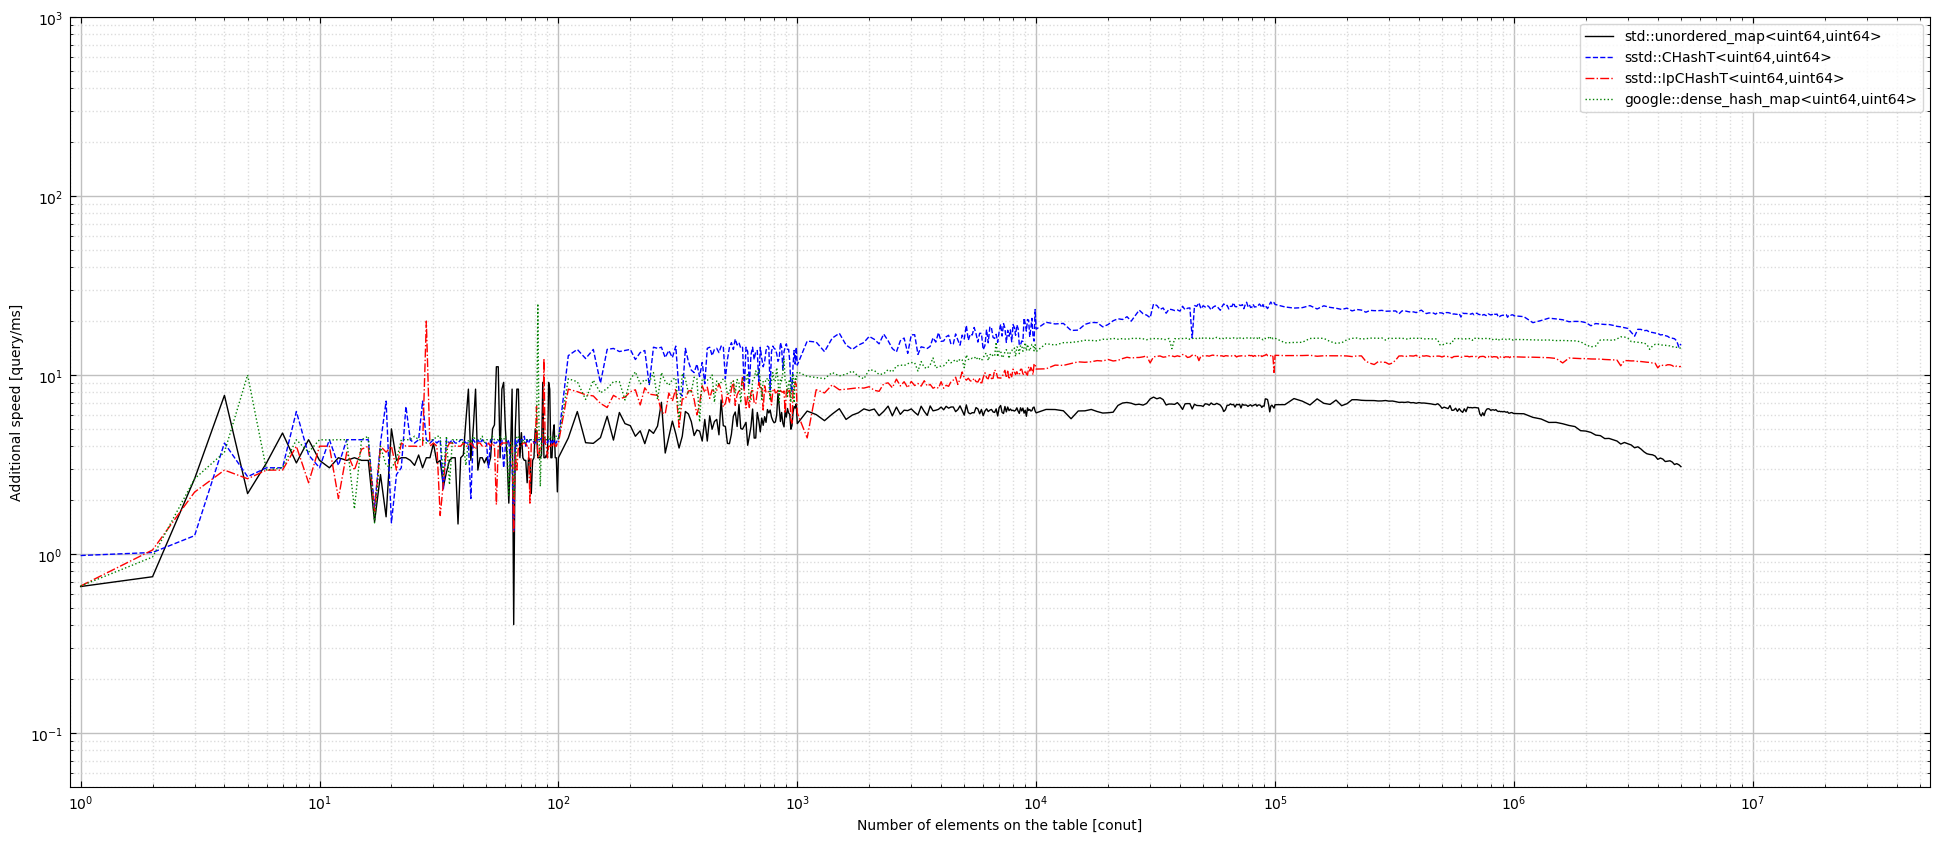 10³
10²
10¹
10⁰
10⁻¹
Additional speed [query/ms]
std::unordered_map<uint64,uint64>
sstd::CHashT<uint64,uint64>
sstd::IpCHashT<uint64,uint64>
google::dense_hash_map<uint64,uint64>
10⁰ 10¹ 10² 10³ 10⁴ 10⁵ 10⁶ 10⁷
Number of elements on the table [conut]